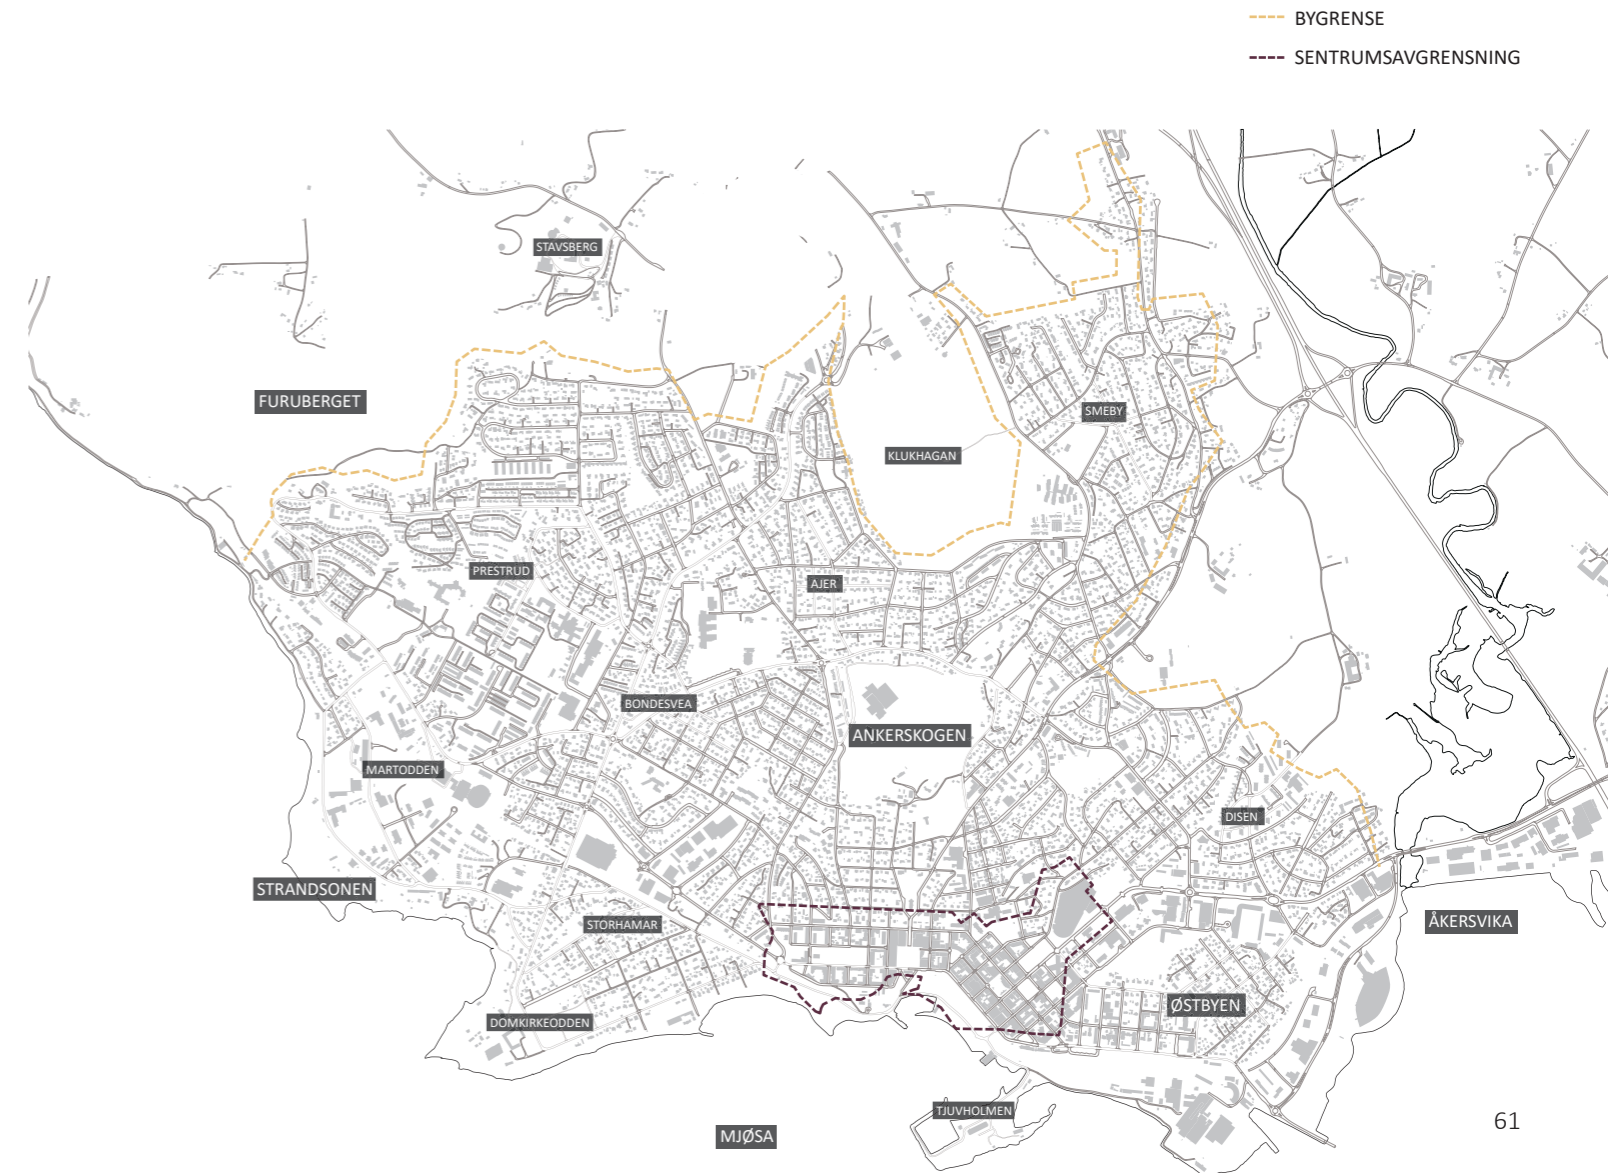 BYGRENSE
SENTRUMSAVGRENSNING
STAVSBERG
FURUBERGET
SMEBY
KLUKHAGAN
PRESTRUD
AJER
BONDESVEA
ANKERSKOGEN
MARTODDEN
DISEN
STRANDSONEN
STORHAMAR
ÅKERSVIKA
ØSTBYEN
DOMKIRKEODDEN
TJUVHOLMEN
MJØSA
61